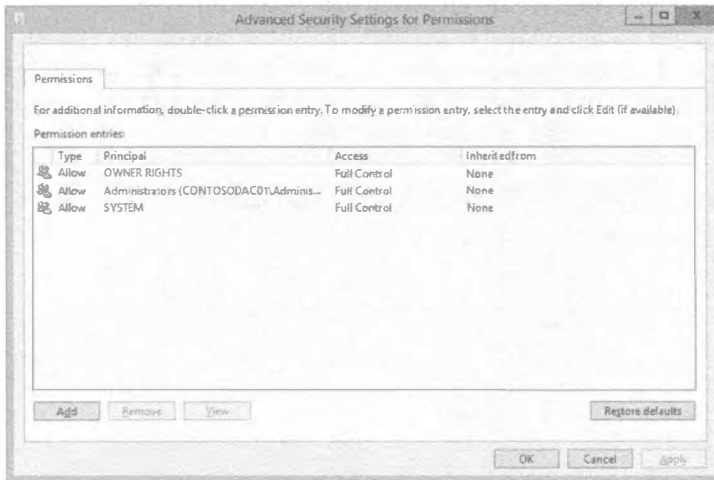 Advanced Security Settings for Permissions
Permissions
For additional information, double-click a permission entry. To modify a permission entry, select the entry and click Edit (if available).
Permission entries:
Type Principal Access Inherited from
Allow OWNER RIGHTS Full Control None
Allow Administrators (CONTOSODAC01\Adminis... Full Control None
Allow SYSTEM Full Control None
Add Remove View Restore defaults
OK Cancel Apply